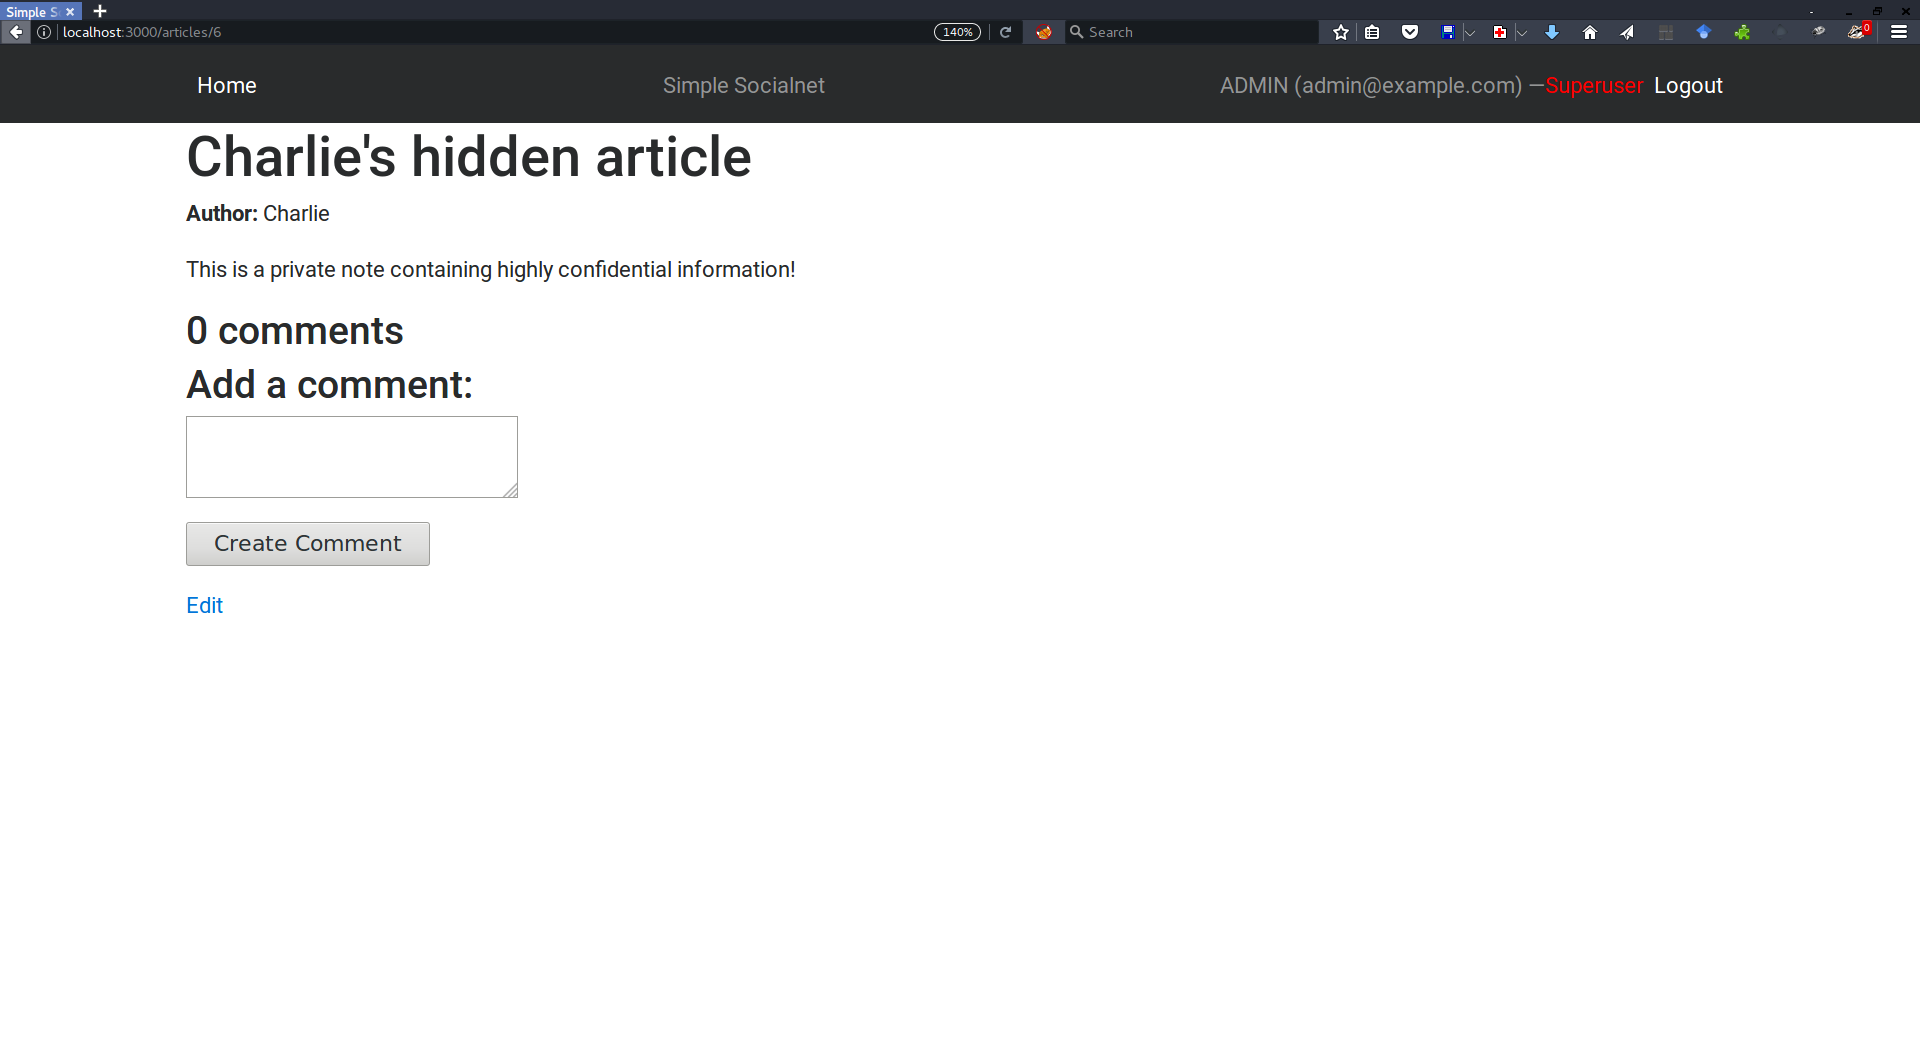 Simple S
localhost:3000/articles/6
140%
Search
0
Home
Simple Socialnet
ADMIN (admin@example.com) —Superuser Logout
Charlie's hidden article
Author: Charlie
This is a private note containing highly confidential information!
0 comments
Add a comment:
Create Comment
Edit